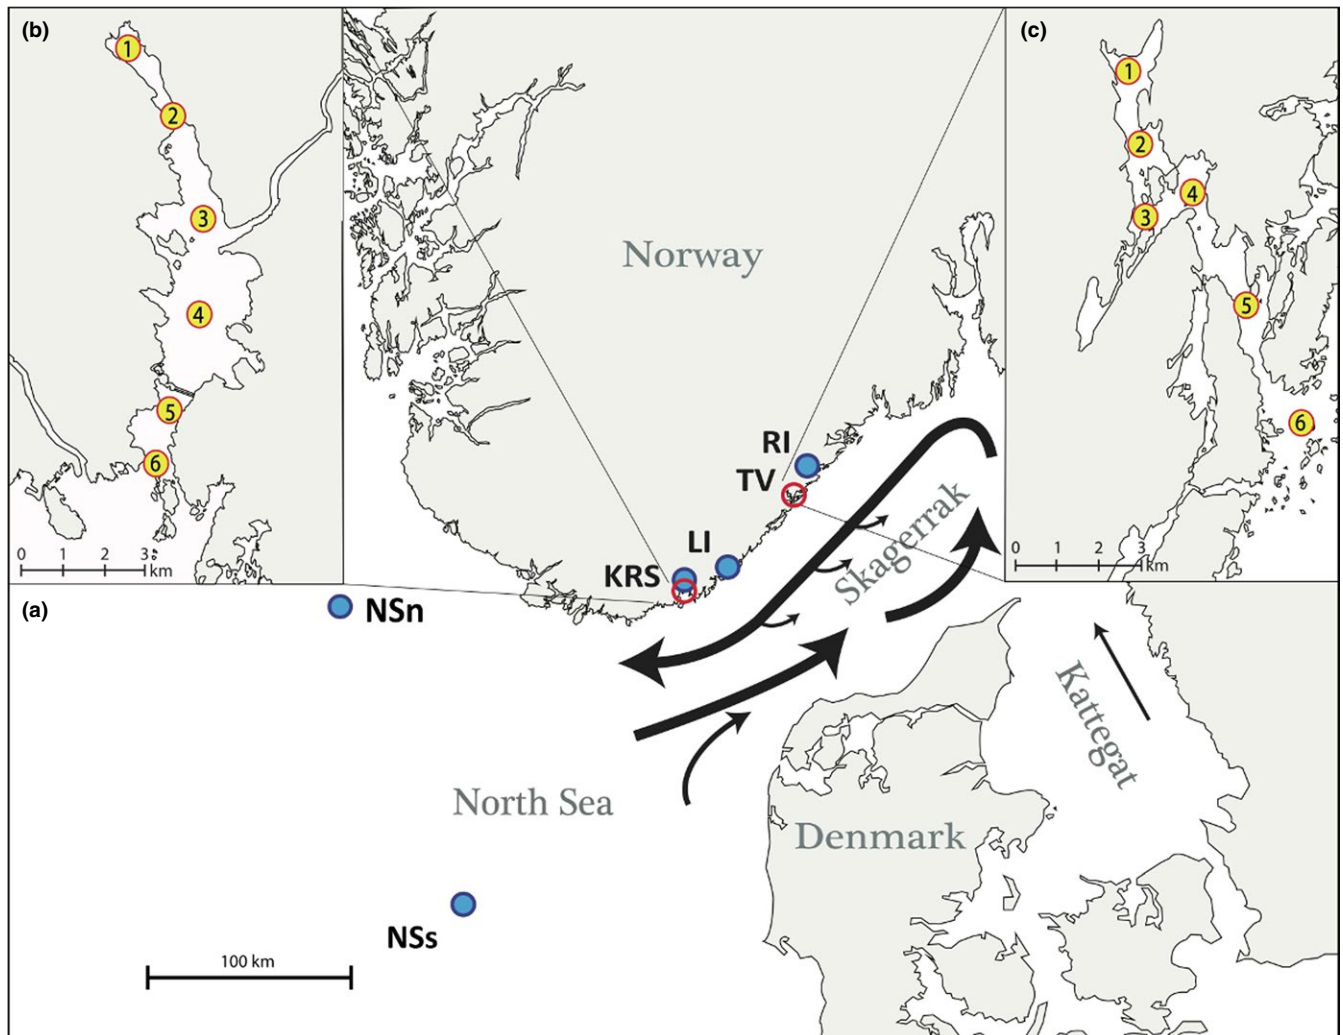 (b)
1
2
3
4
5
6
0 1 2 3
km
(c)
1
2
3
4
5
6
0 1 2 3
km
(a)
Norway
RI
TV
LI
KRS
Skagerrak
NSn
Kattegat
North Sea
Denmark
NSs
100 km